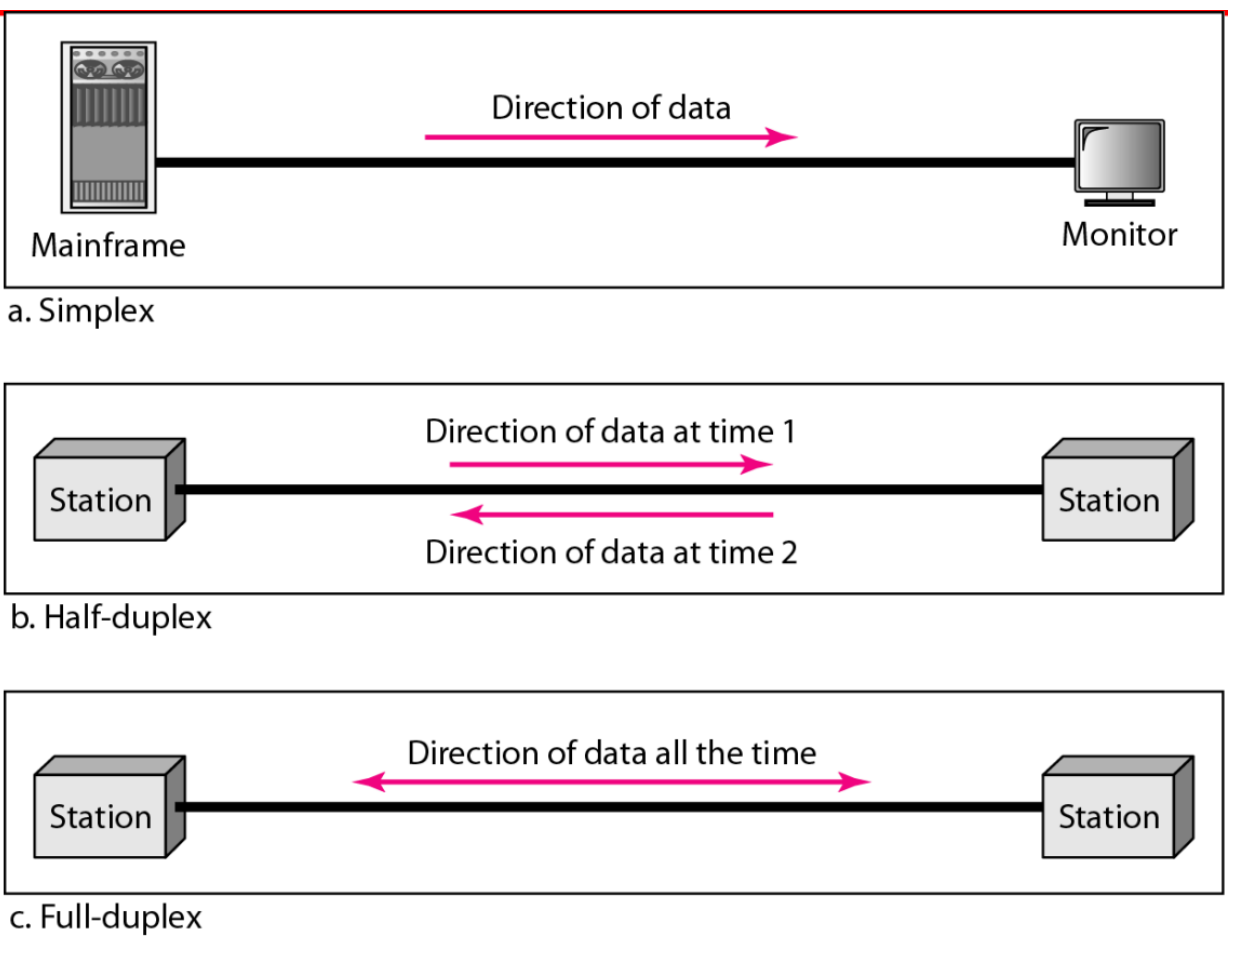 Direction of data
Mainframe
Monitor
a. Simplex
Direction of data at time 1
Station
Station
Direction of data at time 2
b. Half-duplex
Direction of data all the time
Station
Station
c. Full-duplex